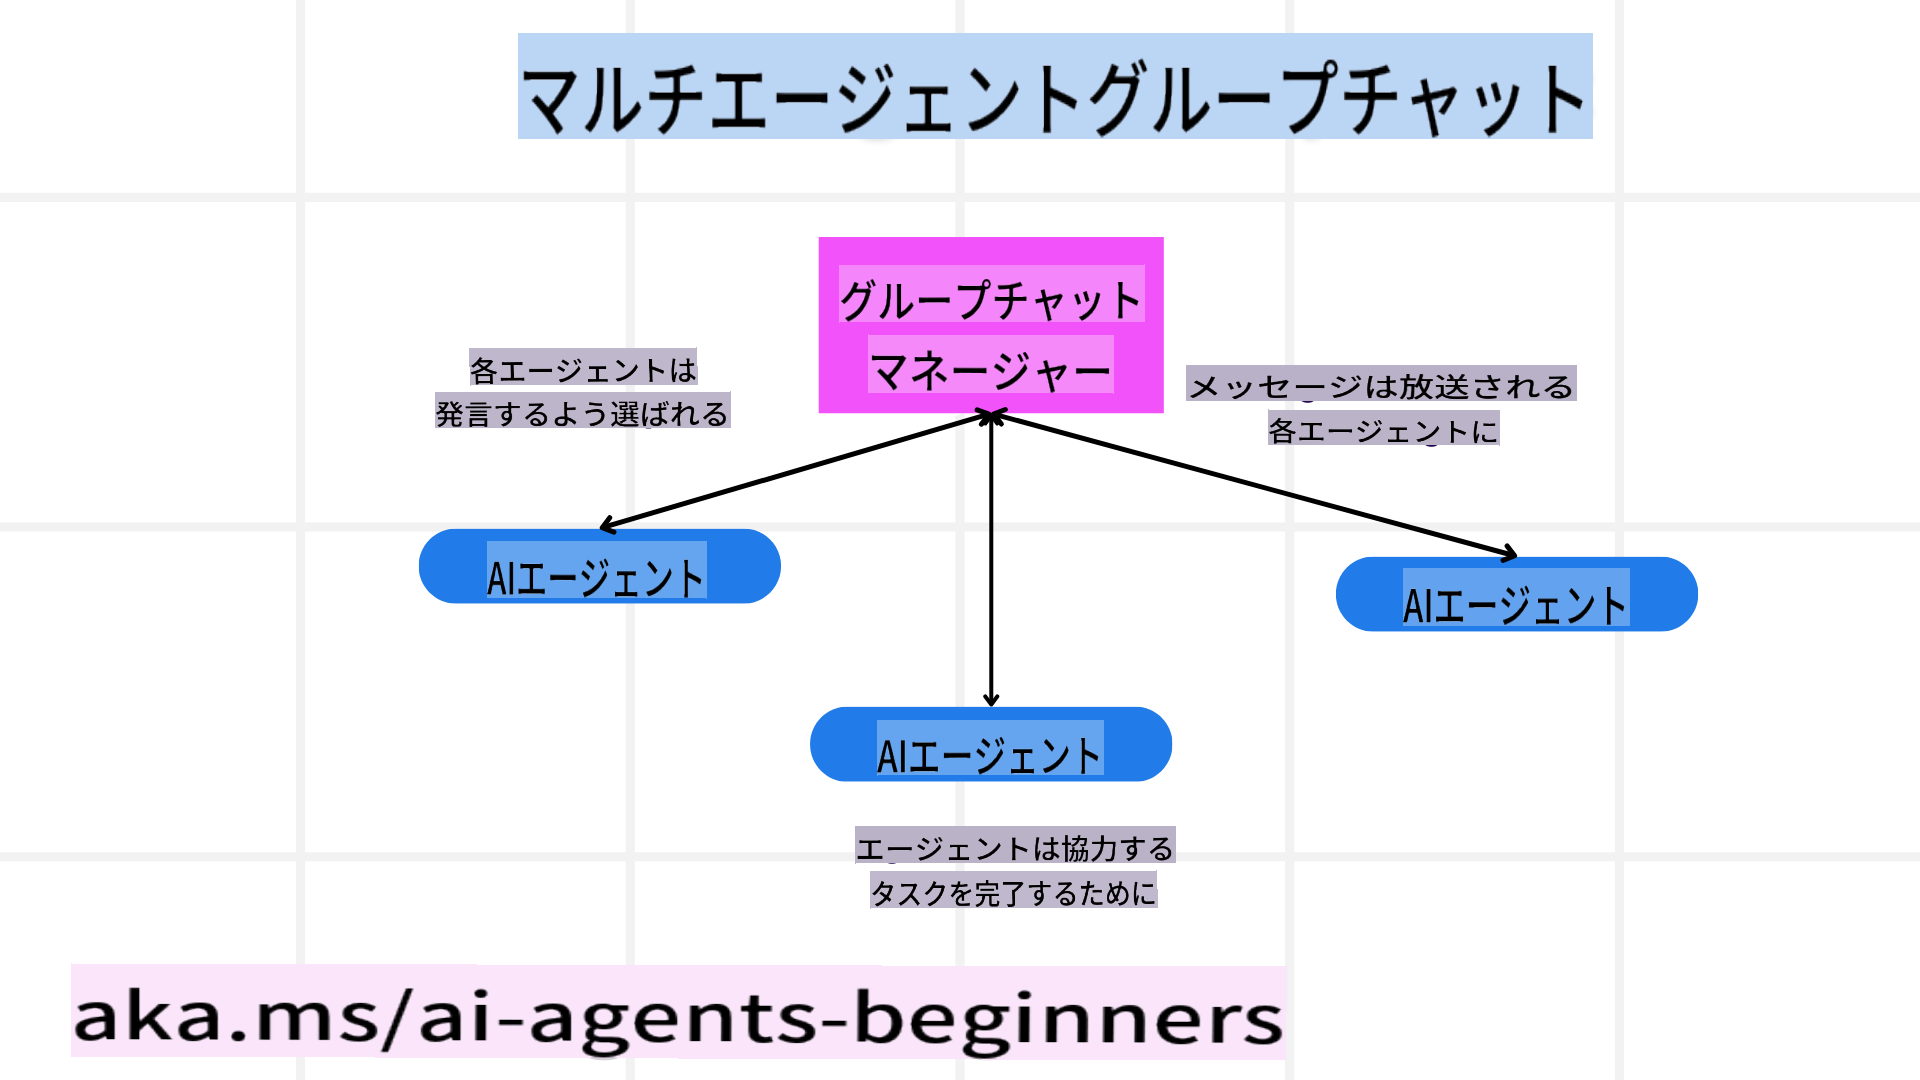 マルチエージェントグループチャット
グループチャット
マネージャー
各エージェントは
発言するよう選ばれる
メッセージは放送される
各エージェントに
AIエージェント
AIエージェント
AIエージェント
エージェントは協力する
タスクを完了するために
aka.ms/ai-agents-beginners